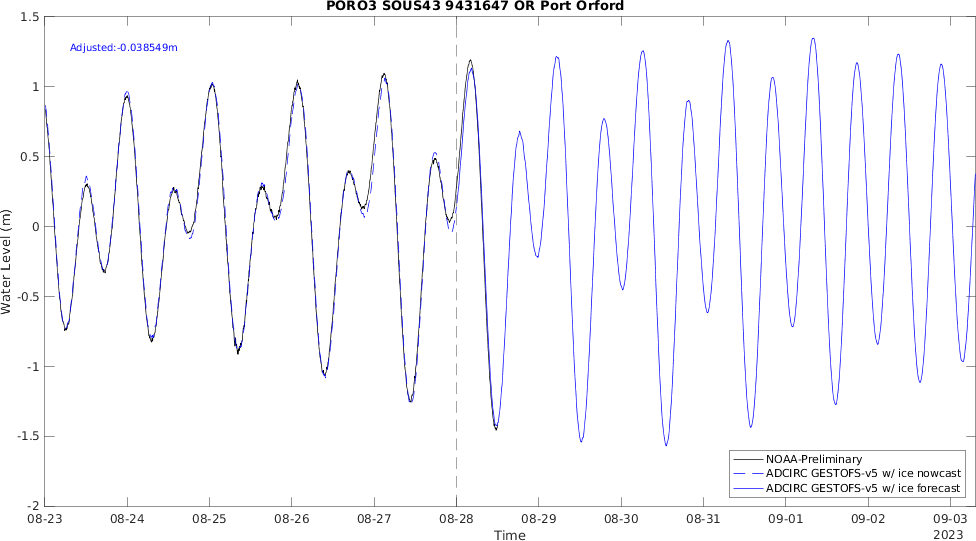 PORO3 SOUS43 9431647 OR Port Orford
Adjusted:-0.038549m
1.5
1
0.5
0
-0.5
-1
-1.5
-2
Water Level (m)
NOAA-Preliminary
ADCIRC GESTOFS-v5 w/ ice nowcast
ADCIRC GESTOFS-v5 w/ ice forecast
08-23 08-24 08-25 08-26 08-27 08-28 08-29 08-30 08-31 09-01 09-02 09-03
Time
2023